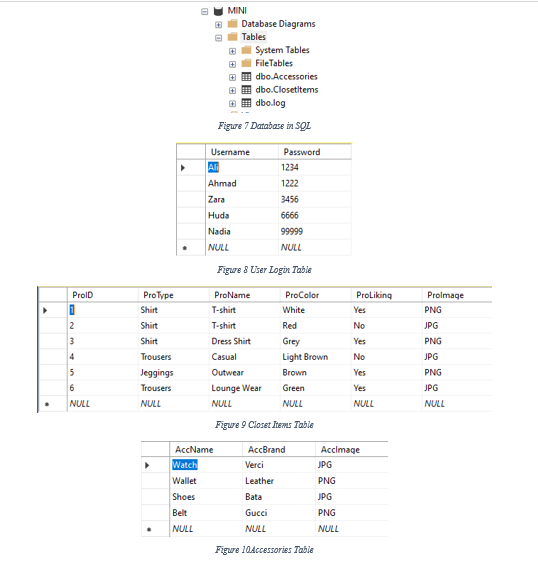 MINI
Database Diagrams
Tables
System Tables
FileTables
dbo.Accessories
dbo.ClosetItems
dbo.log
Figure 7 Database in SQL
Username Password
Ali 1234
Ahmad 1222
Zara 3456
Huda 6666
Nadia 99999
NULL NULL
Figure 8 User Login Table
ProID ProType ProName ProColor ProLiking ProImage
1 Shirt T-shirt White Yes PNG
2 Shirt T-shirt Red No JPG
3 Shirt Dress Shirt Grey Yes PNG
4 Trousers Casual Light Brown No JPG
5 Jeggings Outwear Brown Yes PNG
6 Trousers Lounge Wear Green Yes JPG
NULL NULL NULL NULL NULL NULL
Figure 9 Closet Items Table
AccName AccBrand AccImage
Watch Verci JPG
Wallet Leather PNG
Shoes Bata JPG
Belt Gucci PNG
NULL NULL NULL
Figure 10Accessories Table